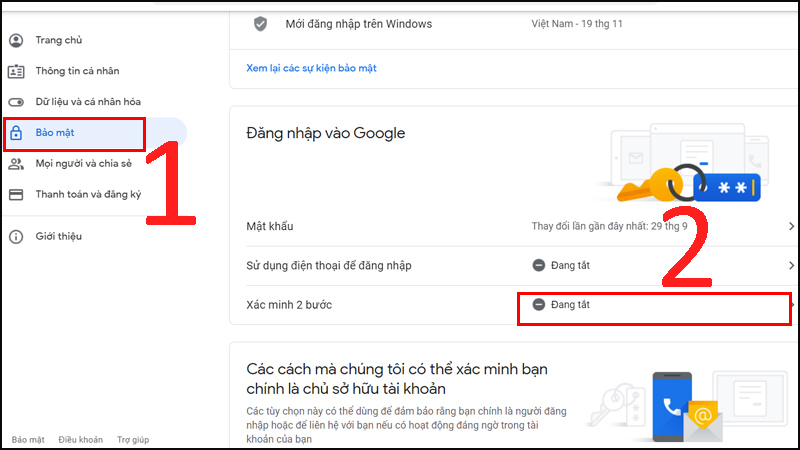 Mới đăng nhập trên Windows
Việt Nam - 19 thg 11
Xem lại các sự kiện bảo mật
Trang chủ
Thông tin cá nhân
Dữ liệu và cá nhân hóa
Bảo mật
Mọi người và chia sẻ
Thanh toán và đăng ký
Giới thiệu
1
Đăng nhập vào Google
**
Mật khẩu
Thay đổi lần gần đây nhất: 29 thg 9
2
Sử dụng điện thoại để đăng nhập
Đang tắt
Xác minh 2 bước
Đang tắt
Các cách mà chúng tôi có thể xác minh bạn
chính là chủ sở hữu tài khoản
Các tùy chọn này có thể dùng để đảm bảo rằng bạn chính là người đăng
nhập hoặc để liên hệ với bạn nếu có hoạt động đáng ngờ trong tài
khoản của bạn
@
Bảo mật
Điều khoản
Trợ giúp